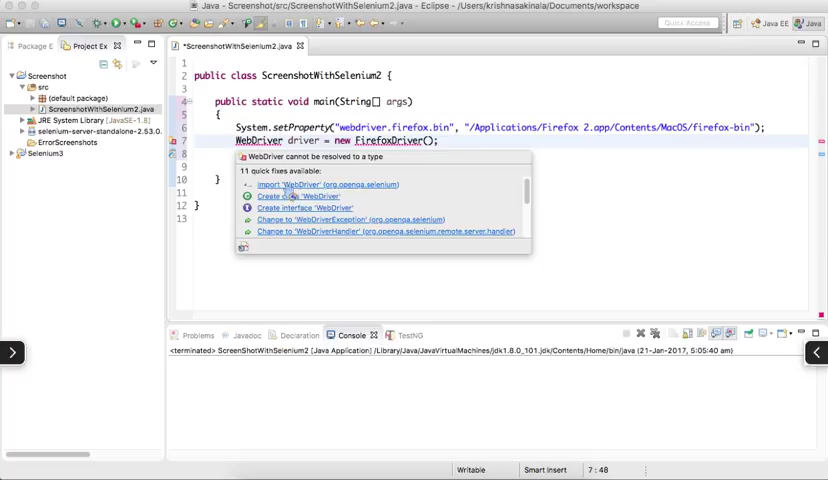 Java - Screenshot/src/ScreenshotWithSelenium2.java - Eclipse - /Users/krishnasakinala/Documents/workspace
Quick Access
Java EE
Java
Package E
Project Ex
*ScreenshotWithSelenium2.java
Screenshot
src
(default package)
ScreenshotWithSelenium2.java
JRE System Library [JavaSE-1.8]
selenium-server-standalone-2.53.0.
ErrorScreenshots
Selenium3
1
2 public class ScreenshotWithSelenium2 {
3
4 public static void main(String[] args)
5 {
6 System.setProperty("webdriver.firefox.bin", "/Applications/Firefox 2.app/Contents/MacOS/firefox-bin");
7 WebDriver driver = new FirefoxDriver();
8
WebDriver cannot be resolved to a type
11 quick fixes available:
Import 'WebDriver' (org.openqa.selenium)
Create class 'WebDriver'
Create interface 'WebDriver'
Change to 'WebDriverException' (org.openqa.selenium)
Change to 'WebDriverHandler' (org.openqa.selenium.remote.server.handler)
10 }
11
12 }
13
Problems
Javadoc
Declaration
Console
TestNG
<terminated> ScreenShotWithSelenium2 [Java Application] /Library/Java/JavaVirtualMachines/jdk1.8.0_101.jdk/Contents/Home/bin/java (21-Jan-2017, 5:05:40 am)
Writable
Smart Insert
7 : 48